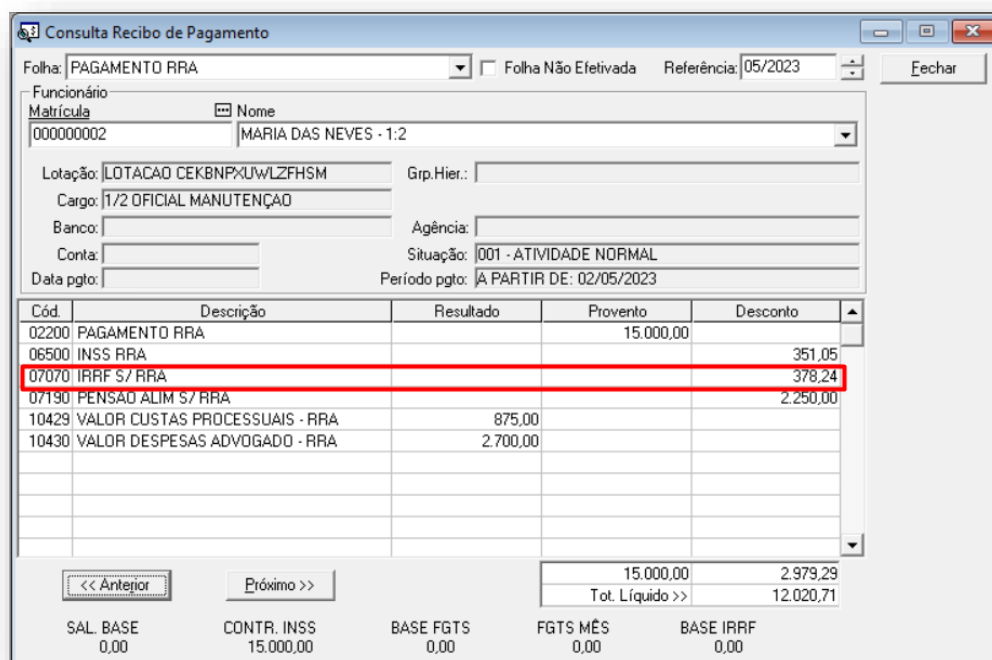 Consulta Recibo de Pagamento
Folha: PAGAMENTO RRA Folha Não Efetivada Referência: 05/2023 Fechar
Funcionário
Matrícula Nome
000000002 MARIA DAS NEVES - 1:2
Lotação: LOTACAO CEKBNPXUWLZFHSM Grp.Hier.:
Cargo: 1/2 OFICIAL MANUTENÇAO
Banco: Agência:
Conta: Situação: 001 - ATIVIDADE NORMAL
Data pgto: Período pgto: A PARTIR DE: 02/05/2023
Cód. Descrição Resultado Provento Desconto
02200 PAGAMENTO RRA 15.000,00
06500 INSS RRA 351,05
07070 IRRF S/ RRA 378,24
07190 PENSÃO ALIM S/ RRA 2.250,00
10429 VALOR CUSTAS PROCESSUAIS - RRA 875,00
10430 VALOR DESPESAS ADVOGADO - RRA 2.700,00
<< Anterior Próximo >> 15.000,00 2.979,29
Tot. Líquido >> 12.020,71
SAL. BASE CONTR. INSS BASE FGTS FGTS MÊS BASE IRRF
0,00 15.000,00 0,00 0,00 0,00